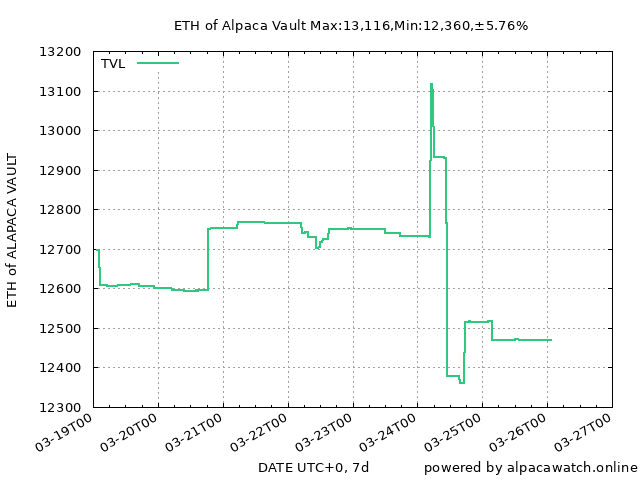 ETH of Alpaca Vault Max:13,116,Min:12,360,±5.76%
TVL
13200
13100
13000
12900
12800
12700
12600
12500
12400
12300
ETH of ALAPACA VAULT
03-19T00
03-20T00
03-21T00
03-22T00
03-23T00
03-24T00
03-25T00
03-26T00
03-27T00
DATE UTC+0, 7d
powered by alpacawatch.online